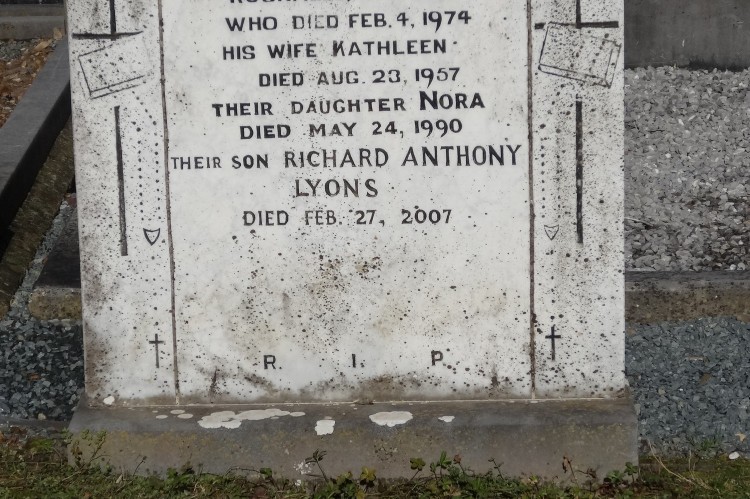 WHO DIED FEB. 4, 1974
HIS WIFE KATHLEEN
DIED AUG. 23, 1957
THEIR DAUGHTER NORA
DIED MAY 24, 1990
THEIR SON RICHARD ANTHONY
LYONS
DIED FEB. 27, 2007
R. I. P.